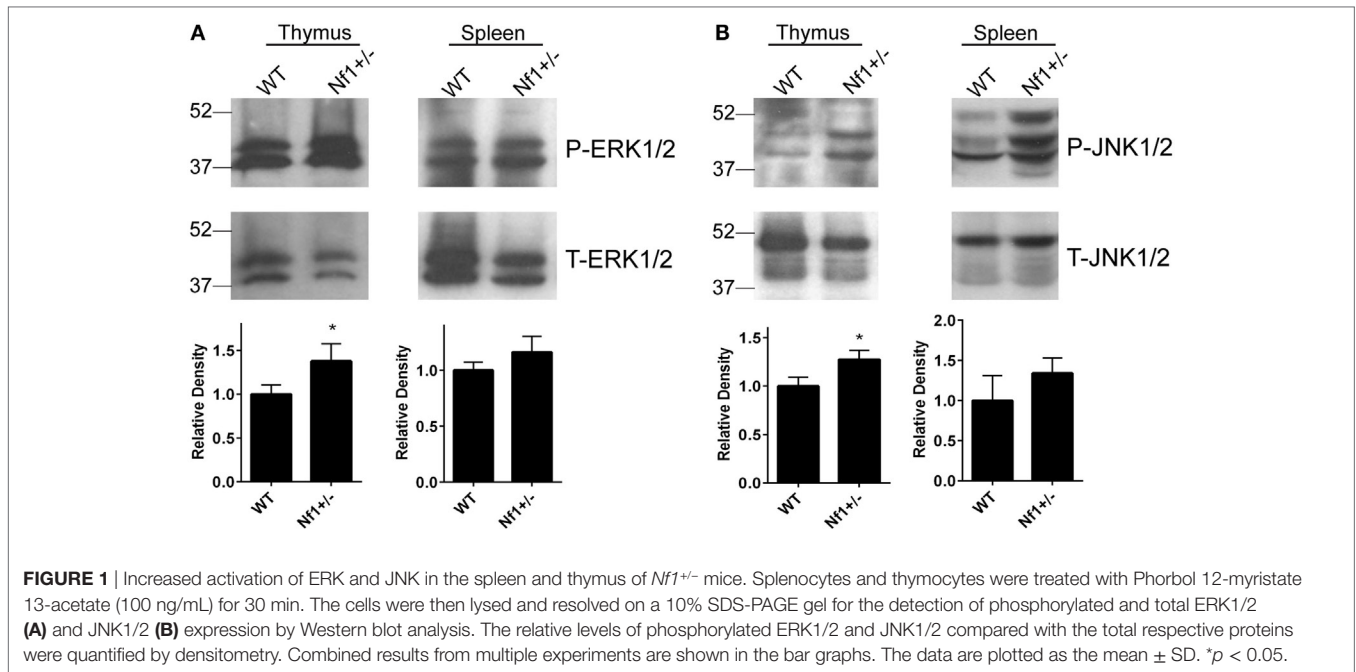 A
B
Thymus
Spleen
Thymus
Spleen
WT
Nf1+/-
WT
Nf1+/-
WT
Nf1+/-
WT
Nf1+/-
52
37
P-ERK1/2
52
37
P-JNK1/2
52
37
T-ERK1/2
52
37
T-JNK1/2
Relative Density
1.5
1.0
0.5
0.0
*
WT
Nf1+/-
Relative Density
1.0
0.5
0.0
WT
Nf1+/-
Relative Density
1.5
1.0
0.5
0.0
*
WT
Nf1+/-
Relative Density
2.0
1.5
1.0
0.5
0.0
WT
Nf1+/-
FIGURE 1 | Increased activation of ERK and JNK in the spleen and thymus of Nf1+/– mice. Splenocytes and thymocytes were treated with Phorbol 12-myristate
13-acetate (100 ng/mL) for 30 min. The cells were then lysed and resolved on a 10% SDS-PAGE gel for the detection of phosphorylated and total ERK1/2
(A) and JNK1/2 (B) expression by Western blot analysis. The relative levels of phosphorylated ERK1/2 and JNK1/2 compared with the total respective proteins
were quantified by densitometry. Combined results from multiple experiments are shown in the bar graphs. The data are plotted as the mean ± SD. *p < 0.05.